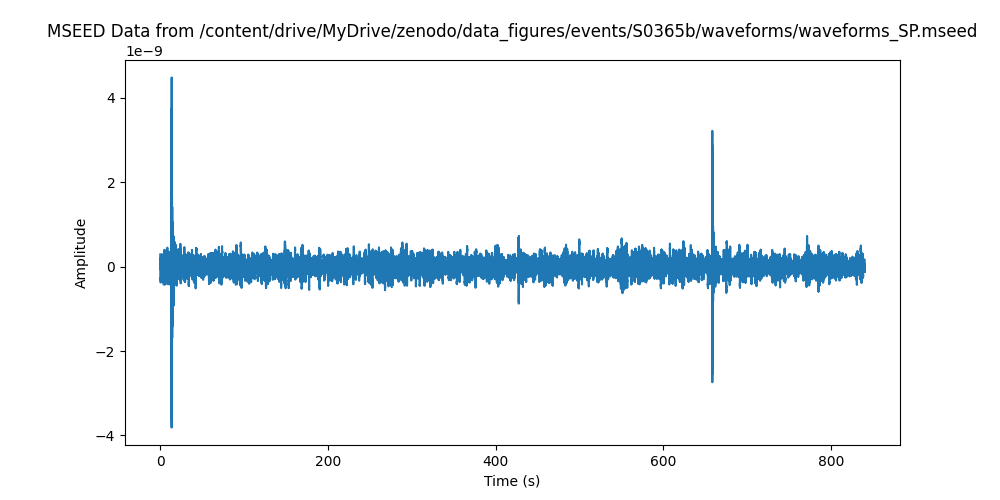 MSEED Data from /content/drive/MyDrive/zenodo/data_figures/events/S0365b/waveforms/waveforms_SP.mseed
1e−9
4
2
0
−2
−4
Amplitude
0 200 400 600 800
Time (s)